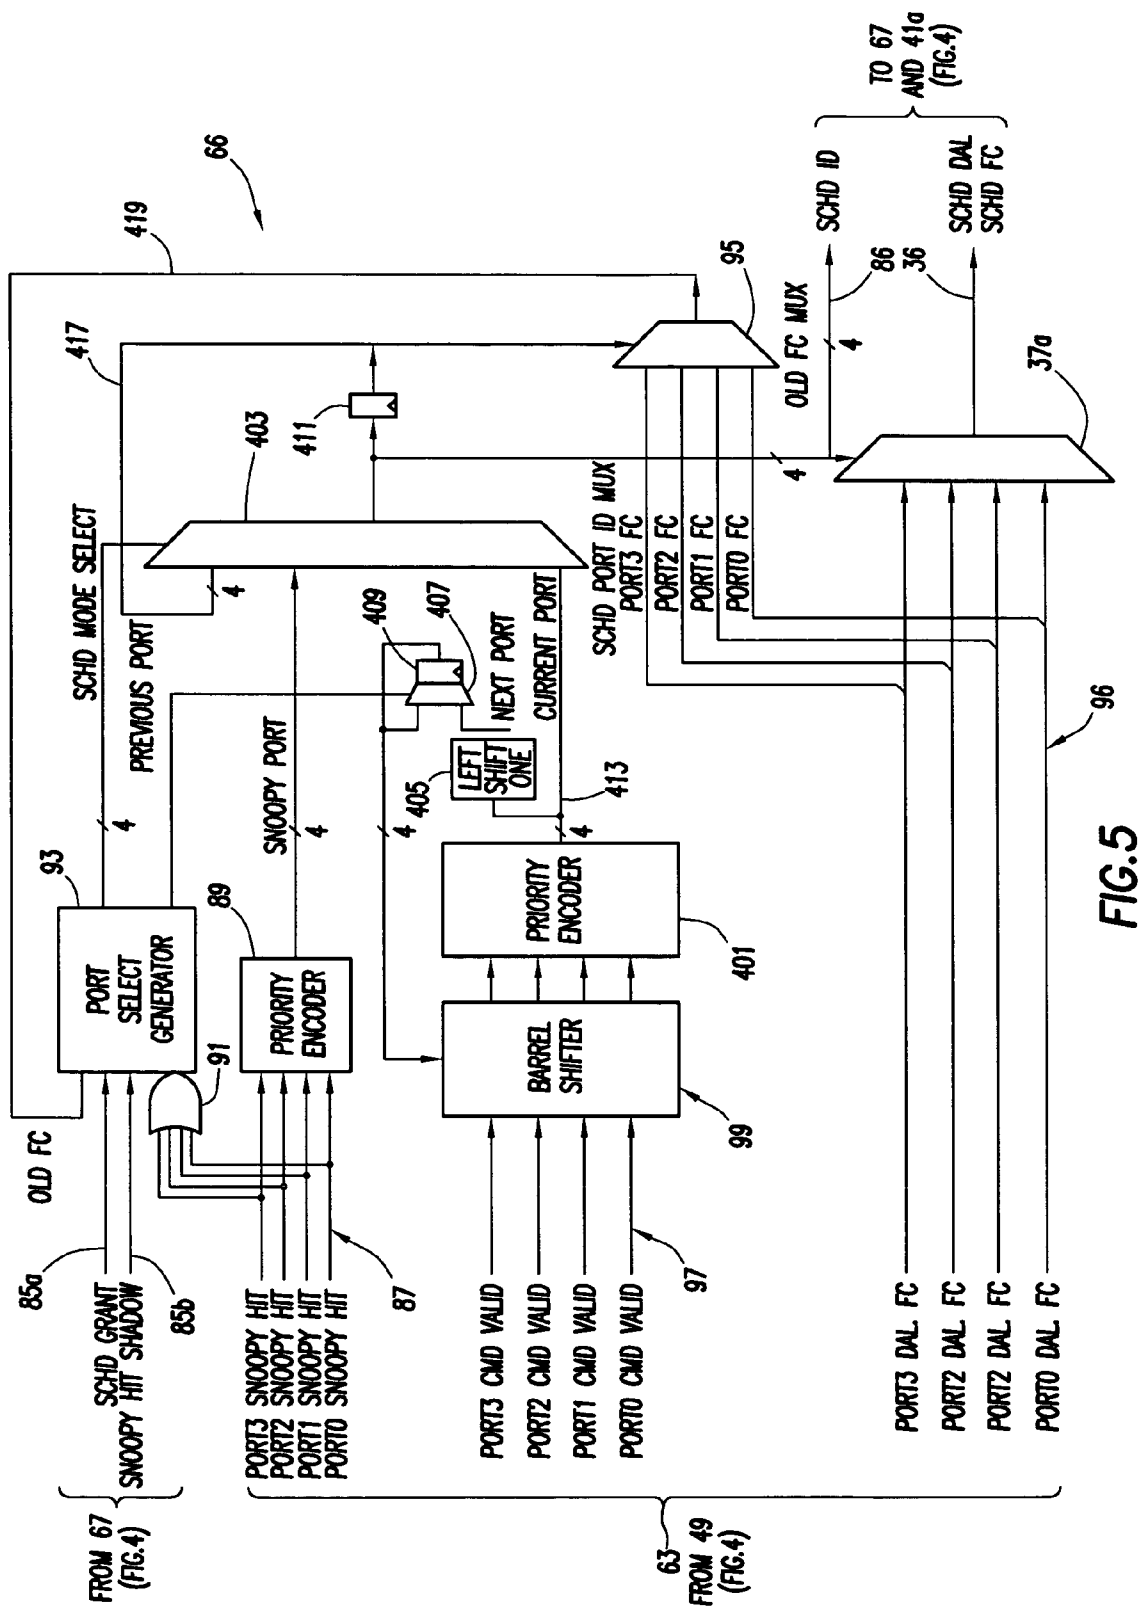 FROM 67
(FIG.4)
SCHD GRANT
SNOOPY HIT SHADOW
85a
85b
OLD FC
91
93
PORT
SELECT
GENERATOR
4
SCHD MODE SELECT
PREVIOUS PORT
4
417
419
66
403
411
PORT3 SNOOPY HIT
PORT2 SNOOPY HIT
PORT1 SNOOPY HIT
PORT0 SNOOPY HIT
87
89
PRIORITY
ENCODER
SNOOPY PORT
4
409
407
4
405
LEFT
SHIFT
ONE
NEXT PORT
CURRENT PORT
413
4
PORT3 CMD VALID
PORT2 CMD VALID
PORT1 CMD VALID
PORT0 CMD VALID
97
BARREL
SHIFTER
99
PRIORITY
ENCODER
401
SCHD PORT ID MUX
PORT3 FC
PORT2 FC
PORT1 FC
PORT0 FC
95
OLD FC MUX
4
4
86
SCHD ID
36
SCHD DAL
SCHD FC
TO 67
AND 41a
(FIG.4)
37a
PORT3 DAL. FC
PORT2 DAL. FC
PORT2 DAL. FC
PORT0 DAL. FC
96
63
FROM 49
(FIG.4)
FIG.5